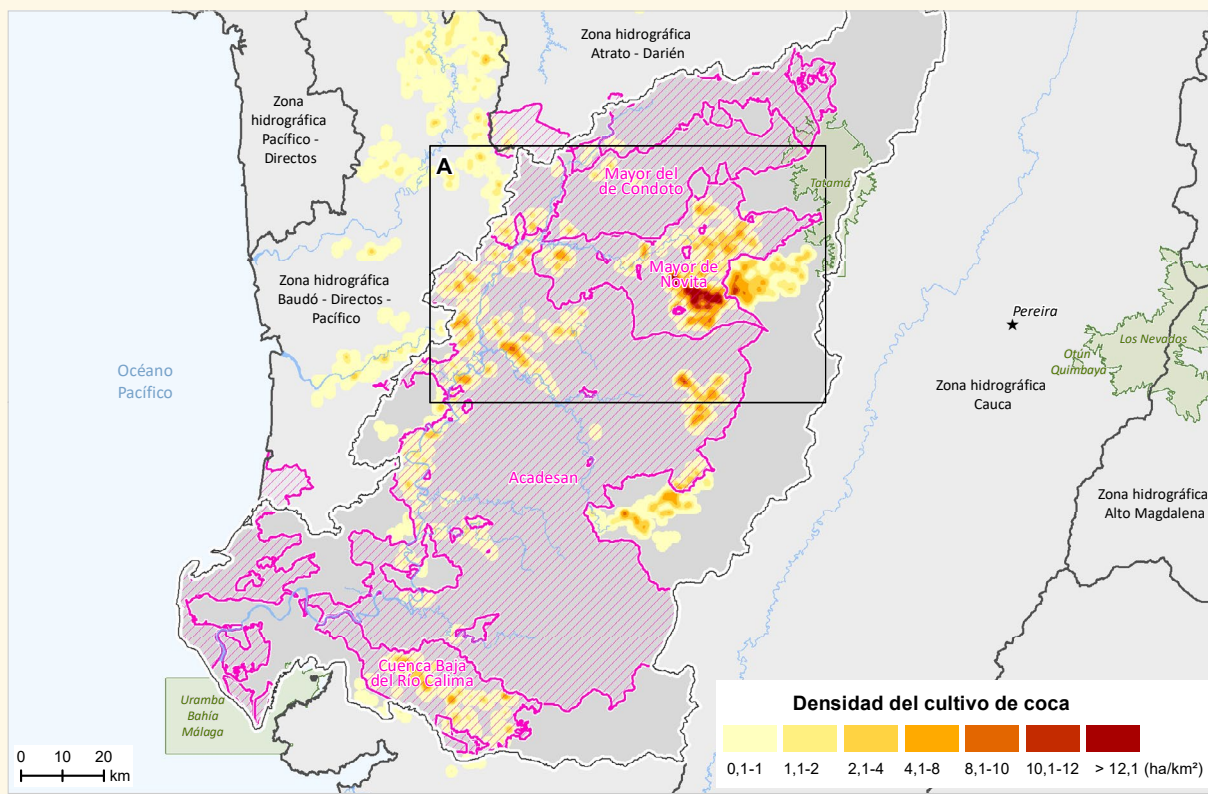 Zona hidrográfica
Atrato - Darién
Zona
hidrográfica
Pacífico -
Directos
A
Mayor del
de Condoto
Tatamá
Mayor de
Nóvita
Zona hidrográfica
Baudó - Directos -
Pacífico
Pereira
Los Nevados
Otún
Quimbaya
Océano
Pacífico
Zona hidrográfica
Cauca
Acadesan
Zona hidrográfica
Alto Magdalena
Cuenca Baja
del Río Calima
Uramba
Bahía
Málaga
Densidad del cultivo de coca
0,1-1 1,1-2 2,1-4 4,1-8 8,1-10 10,1-12 > 12,1 (ha/km²)
0 10 20
km